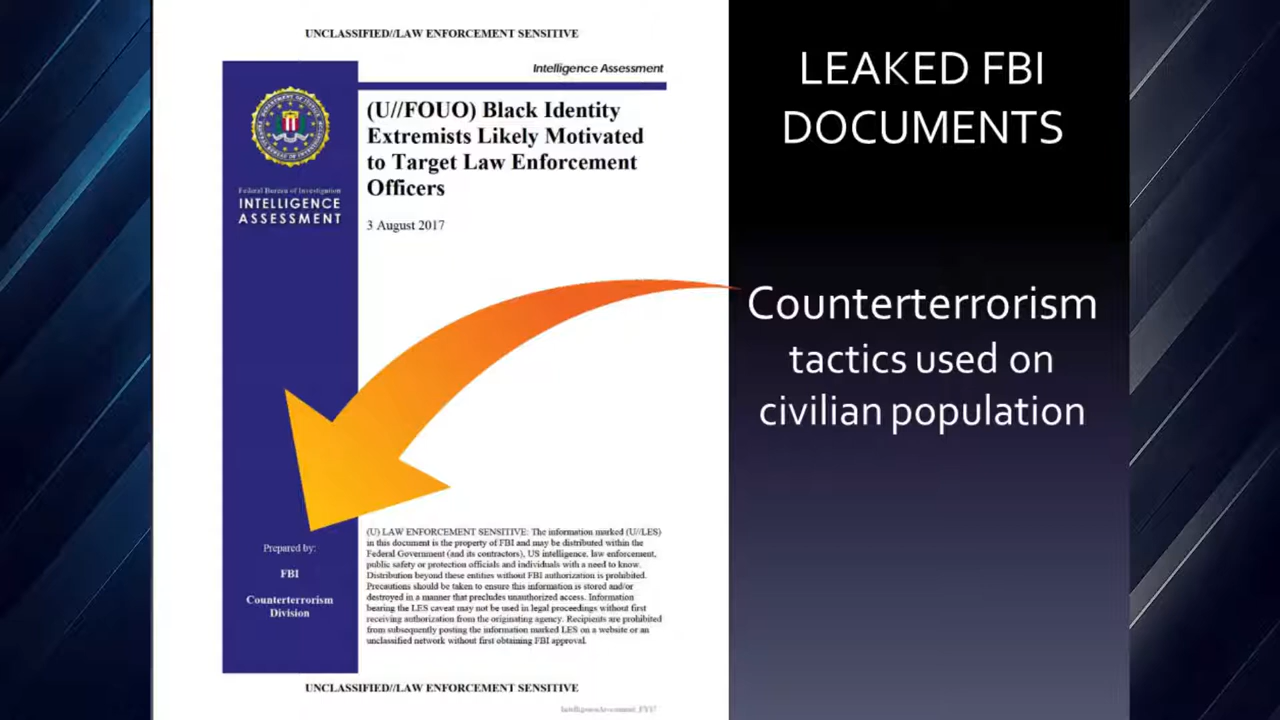 UNCLASSIFIED//LAW ENFORCEMENT SENSITIVE
Intelligence Assessment
(U//FOUO) Black Identity
Extremists Likely Motivated
to Target Law Enforcement
Officers
3 August 2017
Federal Bureau of Investigation
INTELLIGENCE
ASSESSMENT
Prepared by:
FBI
Counterterrorism
Division
(U) LAW ENFORCEMENT SENSITIVE: The information marked (U//LES)
in this document is the property of FBI and may be distributed within the
Federal Government (and its contractors), US intelligence, law enforcement,
public safety or protection officials and individuals with a need to know.
Distribution beyond these entities without FBI authorization is prohibited.
Precautions should be taken to ensure this information is stored and/or
destroyed in a manner that precludes unauthorized access. Information
bearing the LES caveat may not be used in legal proceedings without first
receiving authorization from the originating agency. Recipients are prohibited
from subsequently posting the information marked LES on a website or an
unclassified network without first obtaining FBI approval.
UNCLASSIFIED//LAW ENFORCEMENT SENSITIVE
LEAKED FBI
DOCUMENTS
Counterterrorism
tactics used on
civilian population